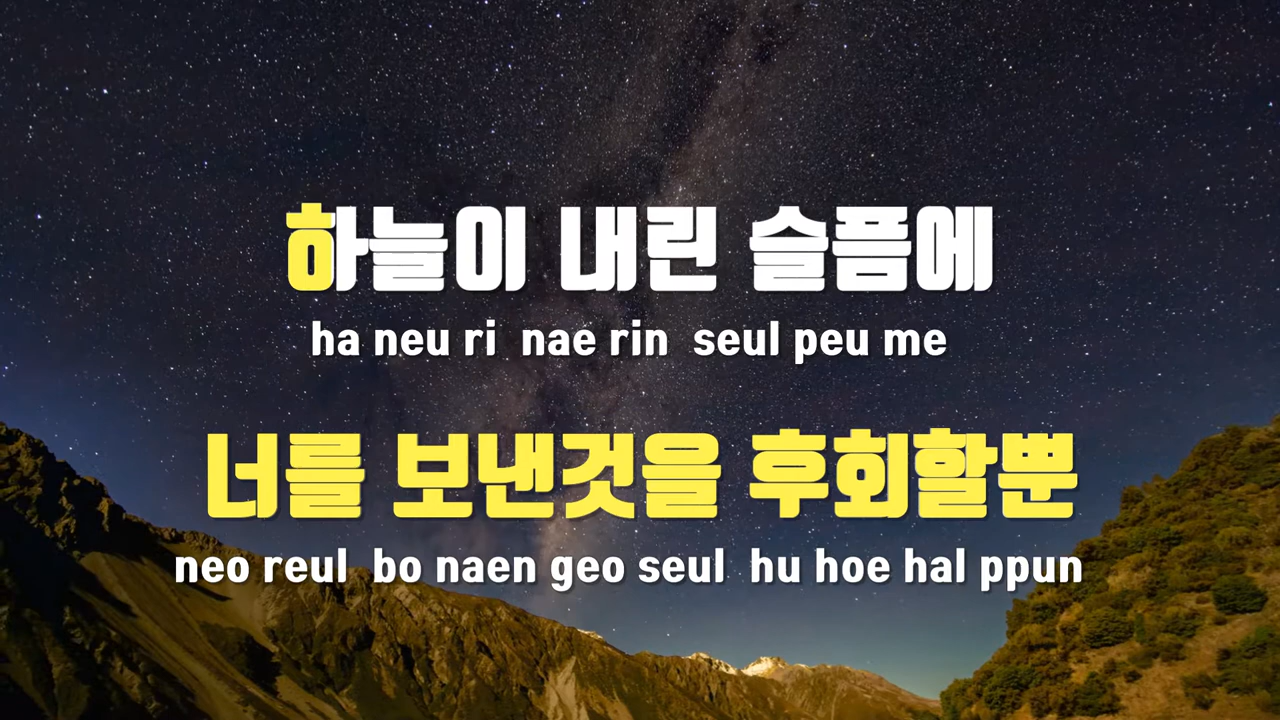 하늘이 내린 슬픔에
ha neu ri nae rin seul peu me
너를 보낸것을 후회할뿐
neo reul bo naen geo seul hu hoe hal ppun